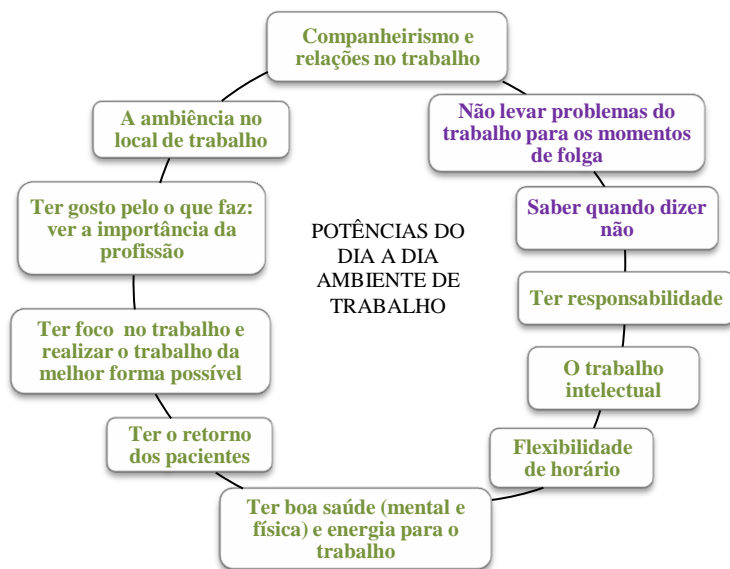 Companheirismo e
relações no trabalho
Não levar problemas do
trabalho para os momentos
de folga
Saber quando dizer
não
Ter responsabilidade
O trabalho
intelectual
Flexibilidade
de horário
Ter boa saúde (mental e
física) e energia para o
trabalho
Ter o retorno
dos pacientes
Ter foco no trabalho e
realizar o trabalho da
melhor forma possível
Ter gosto pelo o que faz:
ver a importância da
profissão
A ambiência no
local de trabalho
POTÊNCIAS DO
DIA A DIA
AMBIENTE DE
TRABALHO